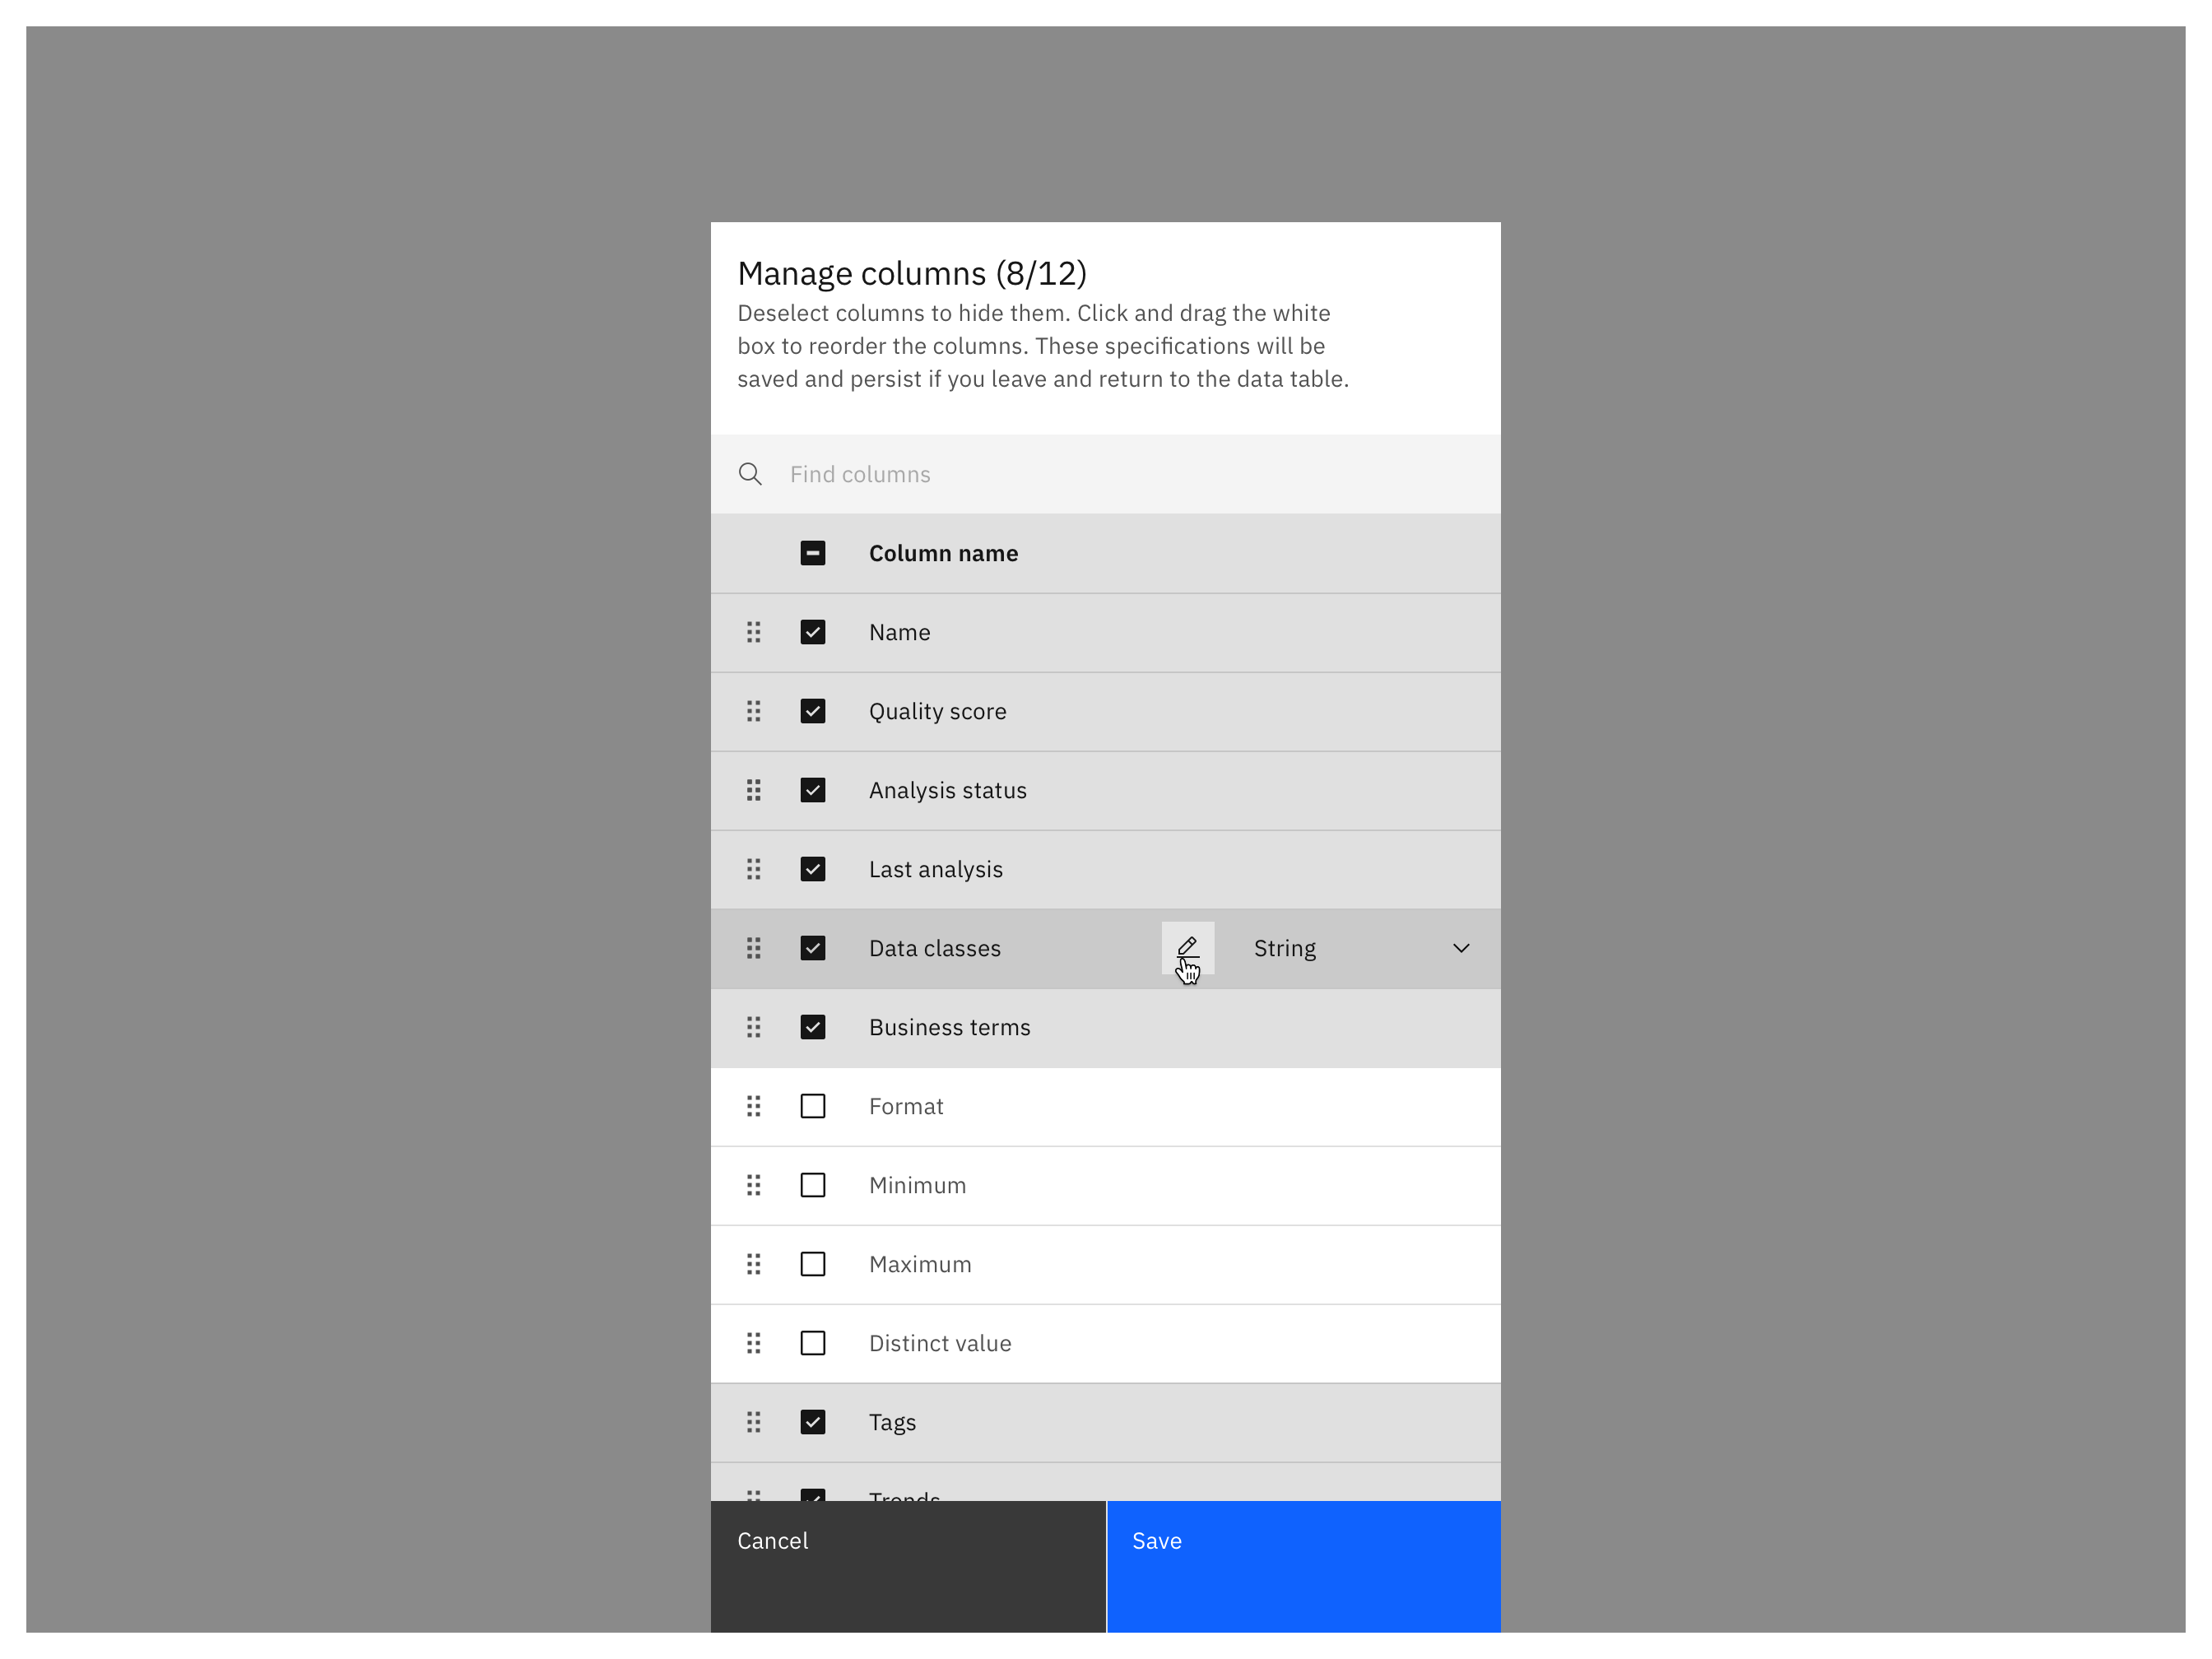 Manage columns (8/12)
Deselect columns to hide them. Click and drag the white
box to reorder the columns. These specifications will be
saved and persist if you leave and return to the data table.
Find columns
Column name
Name
Quality score
Analysis status
Last analysis
Data classes String
Business terms
Format
Minimum
Maximum
Distinct value
Tags
Trends
Cancel Save